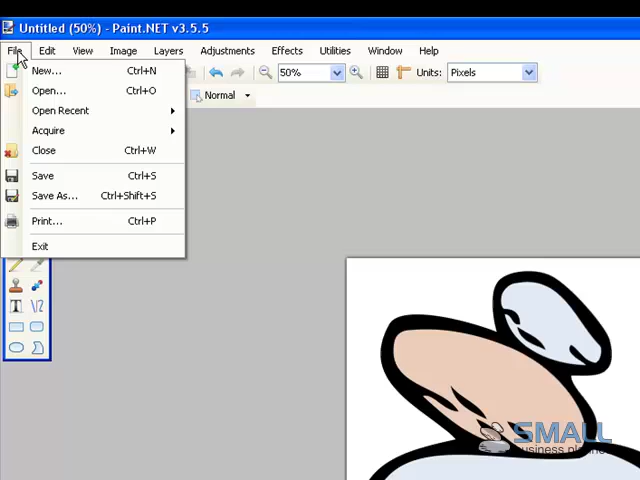 Untitled (50%) - Paint.NET v3.5.5
File Edit View Image Layers Adjustments Effects Utilities Window Help
50% Units: Pixels
Normal
New... Ctrl+N
Open... Ctrl+O
Open Recent
Acquire
Close Ctrl+W
Save Ctrl+S
Save As... Ctrl+Shift+S
Print... Ctrl+P
Exit
T
SMALL
business planner